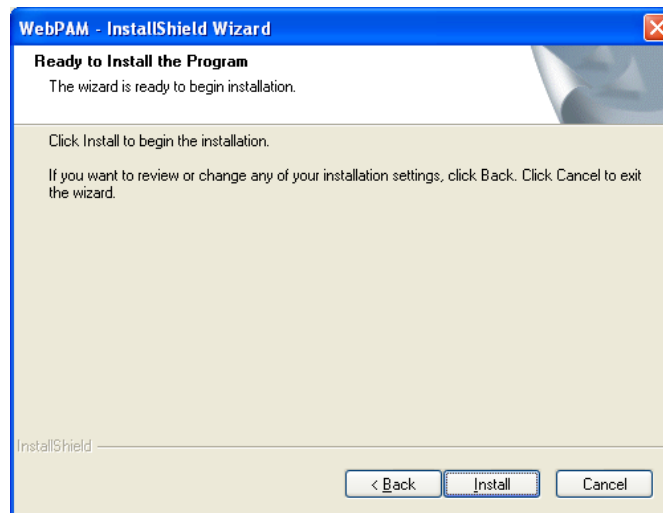 WebPAM - InstallShield Wizard
Ready to Install the Program
The wizard is ready to begin installation.
Click Install to begin the installation.
If you want to review or change any of your installation settings, click Back. Click Cancel to exit
the wizard.
InstallShield
< Back Install Cancel